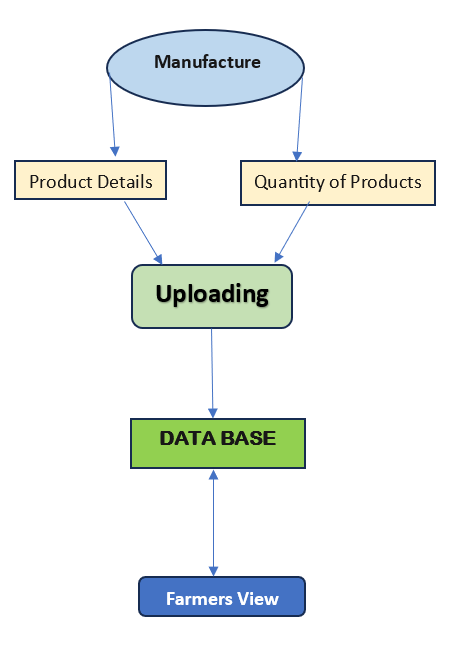 Manufacture
Product Details
Quantity of Products
Uploading
DATA BASE
Farmers View